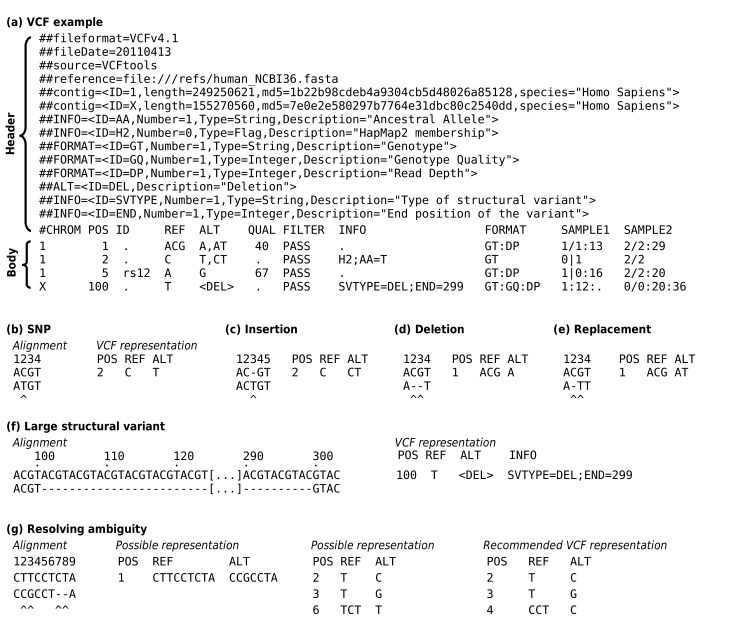 (a) VCF example
##fileformat=VCFv4.1
##fileDate=20110413
##source=VCFtools
##reference=file:///refs/human_NCBI36.fasta
##contig=<ID=1,length=249250621,md5=1b22b98cdeb4a9304cb5d48026a85128,species="Homo Sapiens">
##contig=<ID=X,length=155270560,md5=7e0e2e580297b7764e31dbc80c2540dd,species="Homo Sapiens">
##INFO=<ID=AA,Number=1,Type=String,Description="Ancestral Allele">
##INFO=<ID=H2,Number=0,Type=Flag,Description="HapMap2 membership">
##FORMAT=<ID=GT,Number=1,Type=String,Description="Genotype">
##FORMAT=<ID=GQ,Number=1,Type=Integer,Description="Genotype Quality">
##FORMAT=<ID=DP,Number=1,Type=Integer,Description="Read Depth">
##ALT=<ID=DEL,Description="Deletion">
##INFO=<ID=SVTYPE,Number=1,Type=String,Description="Type of structural variant">
##INFO=<ID=END,Number=1,Type=Integer,Description="End position of the variant">
Header
#CHROM POS ID REF ALT QUAL FILTER INFO FORMAT SAMPLE1 SAMPLE2
1 1 . ACG A,AT 40 PASS . GT:DP 1/1:13 2/2:29
1 2 . C T,CT . PASS H2;AA=T GT 0|1 2/2
1 5 rs12 A G 67 PASS . GT:DP 1|0:16 2/2:20
X 100 . T <DEL> . PASS SVTYPE=DEL;END=299 GT:GQ:DP 1:12:. 0/0:20:36
Body
(b) SNP (c) Insertion (d) Deletion (e) Replacement
Alignment VCF representation
1234 POS REF ALT 12345 POS REF ALT 1234 POS REF ALT 1234 POS REF ALT
ACGT 2 C T AC-GT 2 C CT ACGT 1 ACG A ACGT 1 ACG AT
ATGT ACTGT A--T A-TT
^ ^ ^^ ^^
(f) Large structural variant
Alignment VCF representation
100 110 120 290 300 POS REF ALT INFO
. . . . .
ACGTACGTACGTACGTACGTACGTACGT[...]ACGTACGTACGTAC 100 T <DEL> SVTYPE=DEL;END=299
ACGT------------------------[...]----------GTAC
(g) Resolving ambiguity
Alignment Possible representation Possible representation Recommended VCF representation
123456789 POS REF ALT POS REF ALT POS REF ALT
CTTCCTCTA 1 CTTCCTCTA CCGCCTA 2 T C 2 T C
CCGCCT--A 3 T G 3 T G
^^ ^^ 6 TCT T 4 CCT C